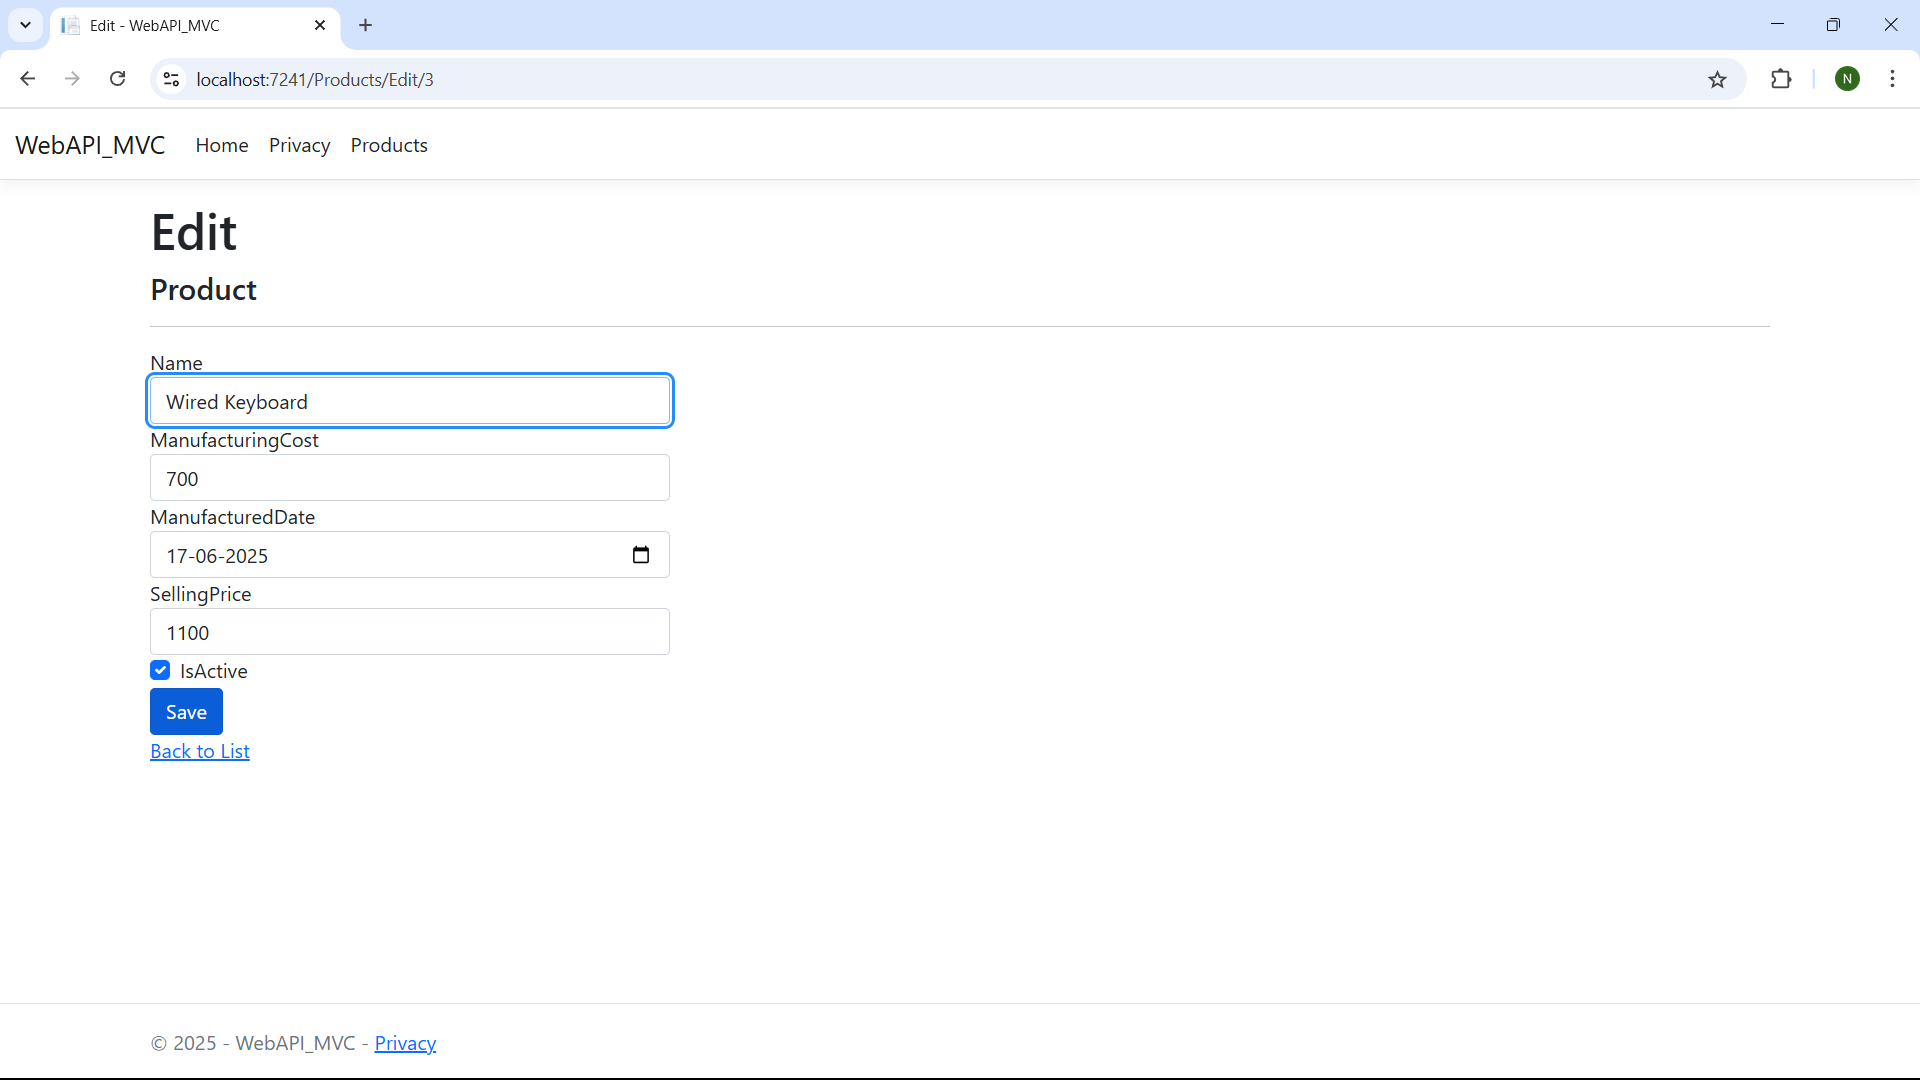 Edit - WebAPI_MVC
localhost:7241/Products/Edit/3
N
WebAPI_MVC Home Privacy Products
Edit
Product
Name
Wired Keyboard
ManufacturingCost
700
ManufacturedDate
17-06-2025
SellingPrice
1100
IsActive
Save
Back to List
© 2025 - WebAPI_MVC - Privacy